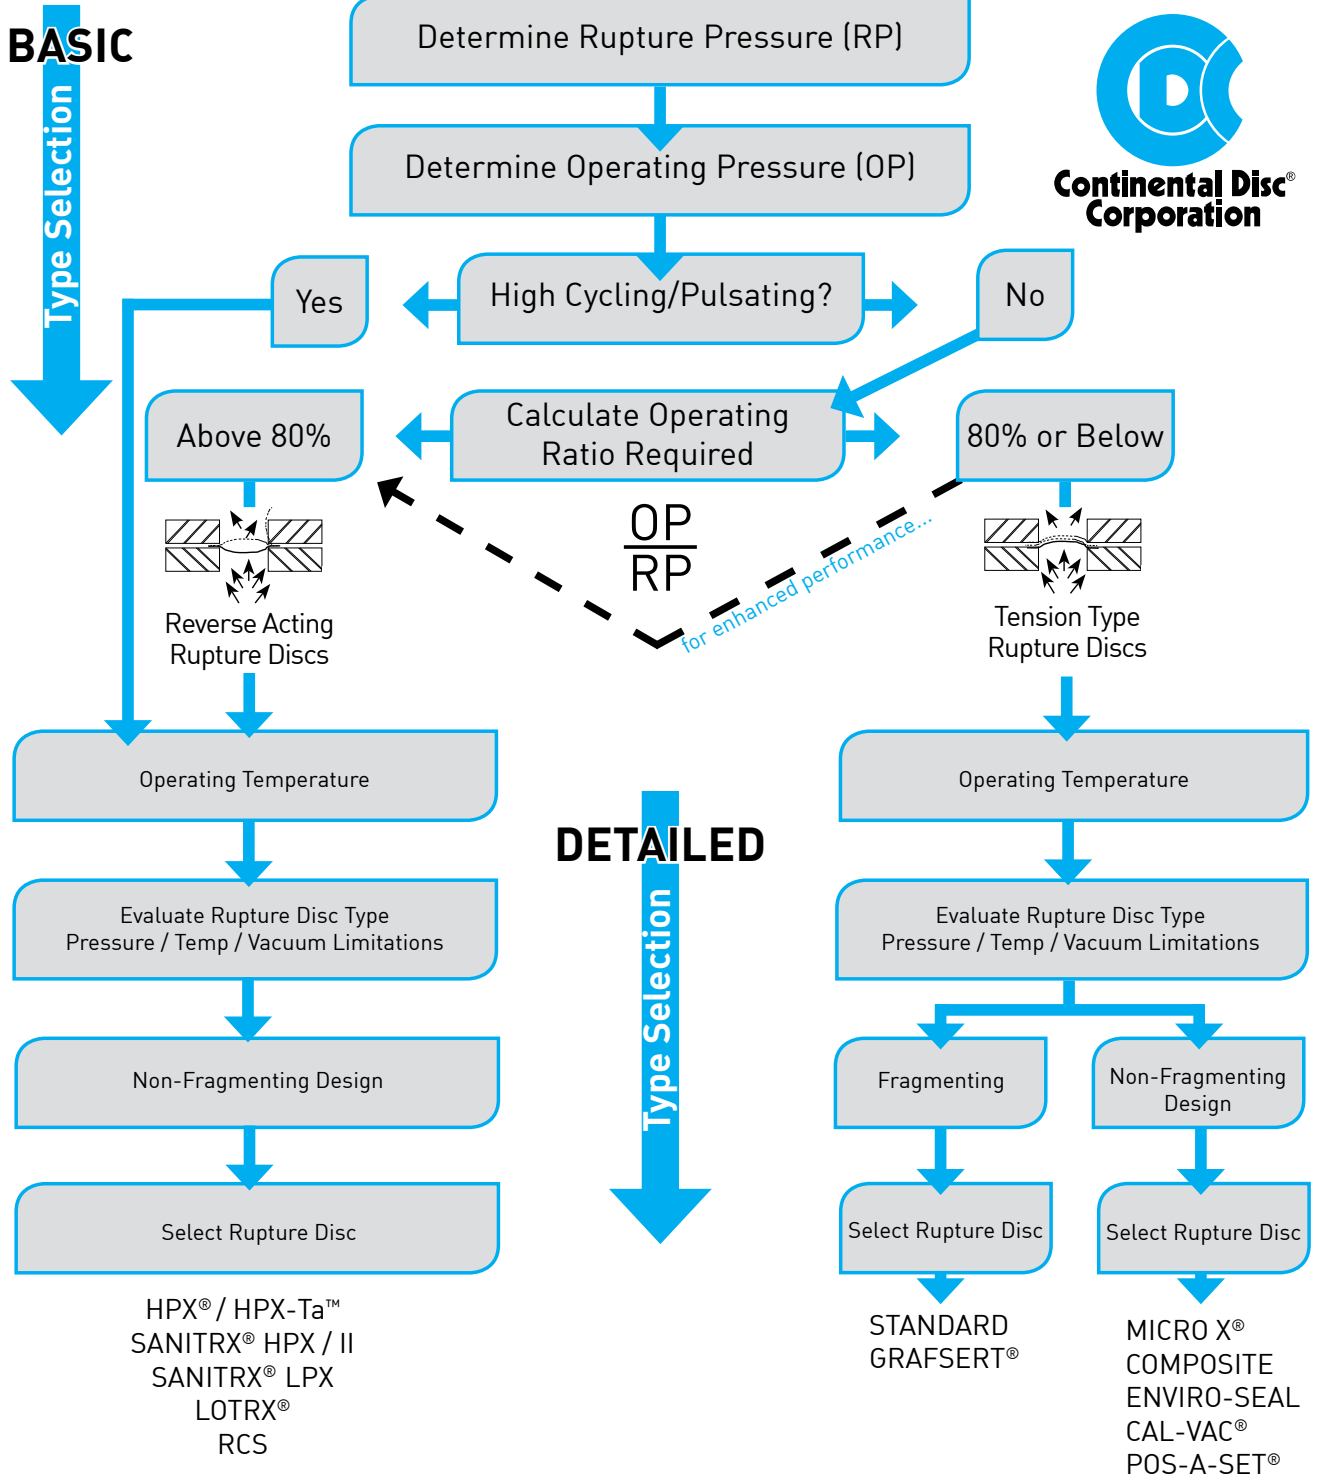 BASIC
Type Selection
Determine Rupture Pressure (RP)
Continental Disc®
Corporation
Determine Operating Pressure (OP)
Yes
High Cycling/Pulsating?
No
Above 80%
Calculate Operating
Ratio Required
80% or Below
OP
RP
for enhanced performance...
Reverse Acting
Rupture Discs
Tension Type
Rupture Discs
Operating Temperature
Operating Temperature
DETAILED
Type Selection
Evaluate Rupture Disc Type
Pressure / Temp / Vacuum Limitations
Evaluate Rupture Disc Type
Pressure / Temp / Vacuum Limitations
Non-Fragmenting Design
Fragmenting
Non-Fragmenting
Design
Select Rupture Disc
Select Rupture Disc
Select Rupture Disc
HPX® / HPX-Ta™
SANITRX® HPX / II
SANITRX® LPX
LOTRX®
RCS
STANDARD
GRAFSERT®
MICRO X®
COMPOSITE
ENVIRO-SEAL
CAL-VAC®
POS-A-SET®